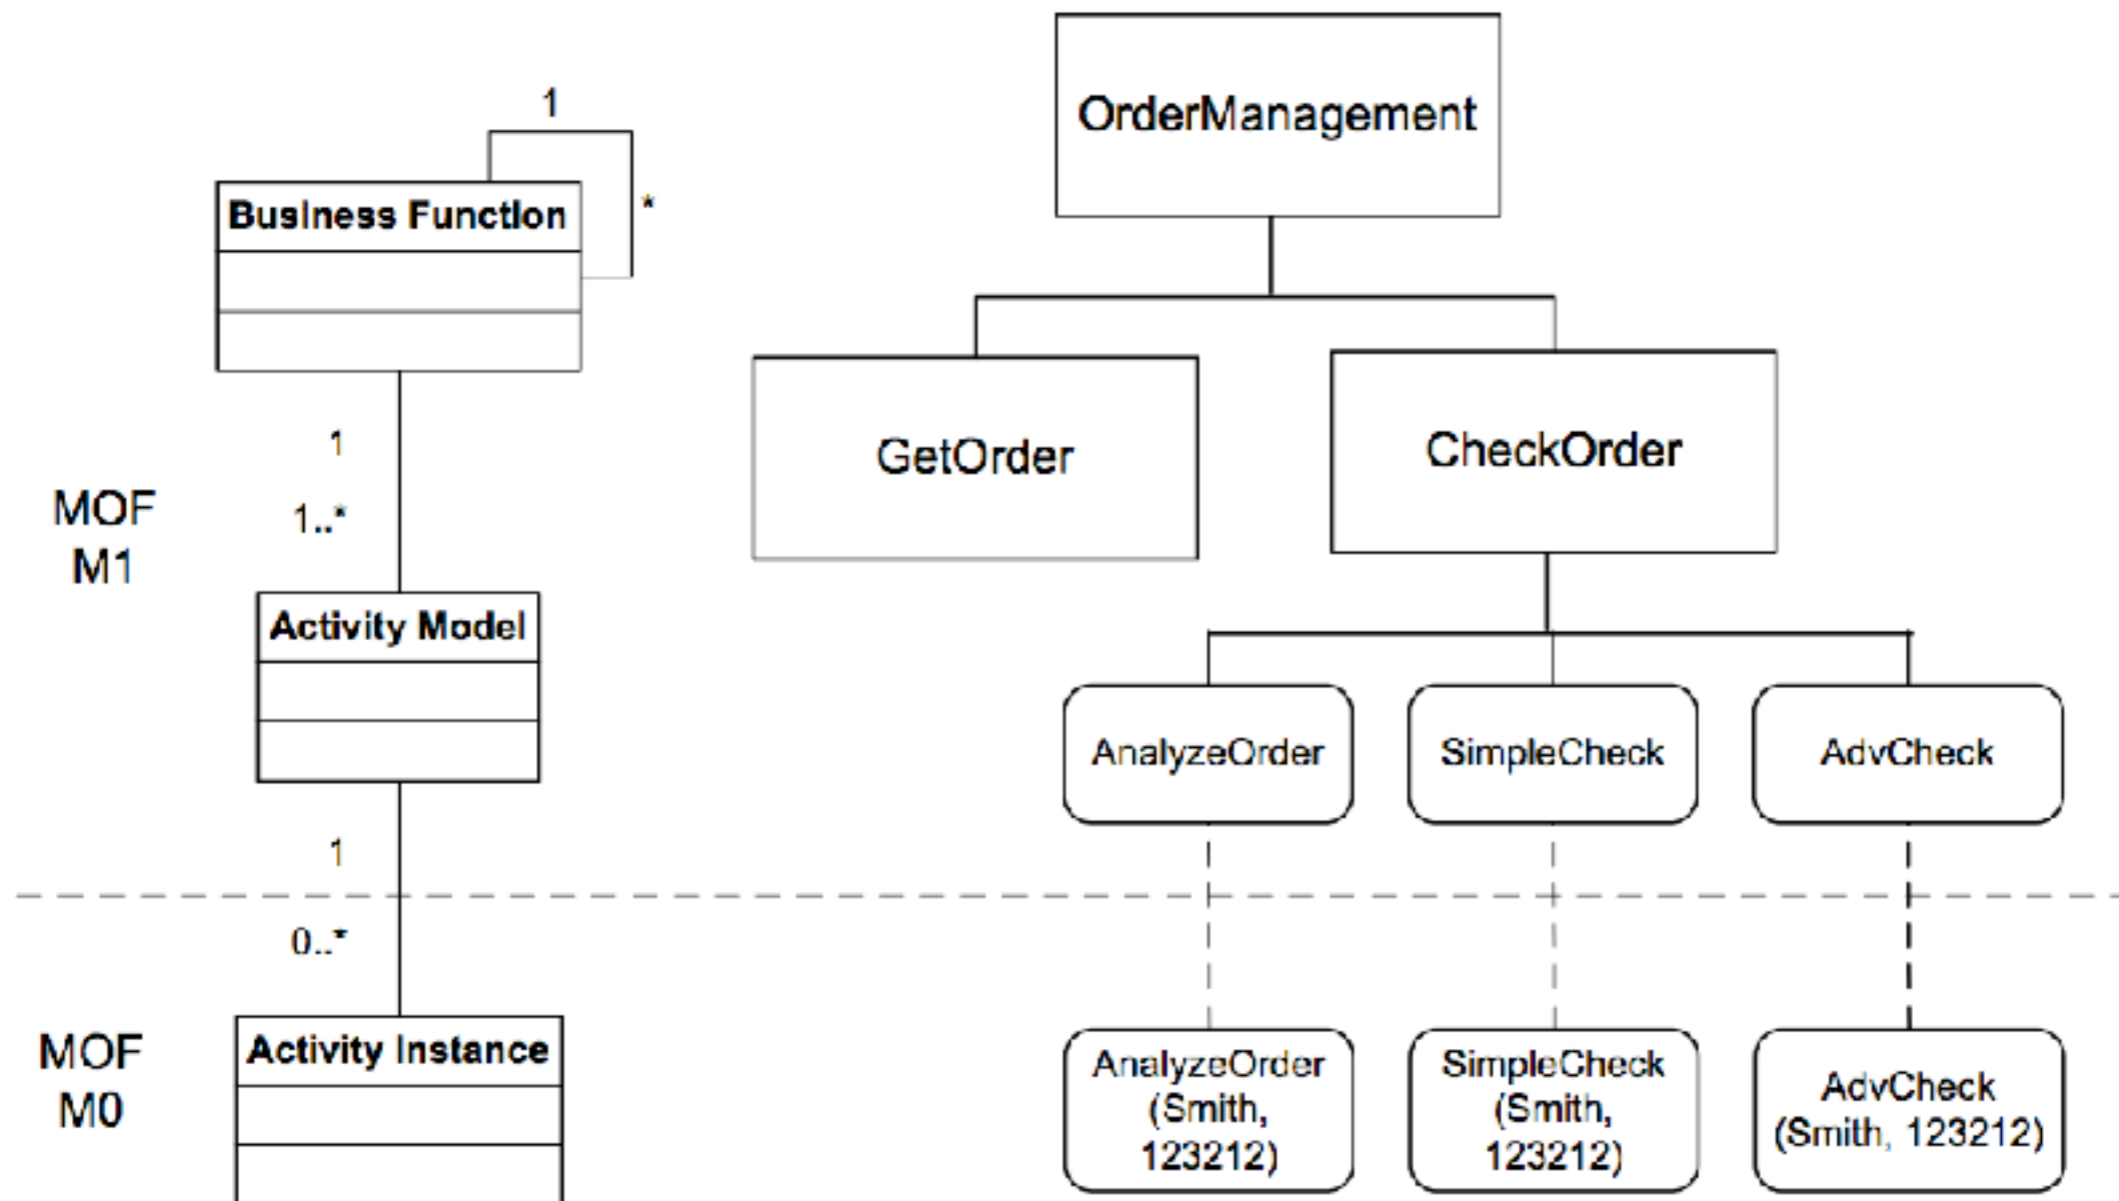 1
*
Business Function
1
1..*
MOF
M1
Activity Model
1
0..*
MOF
M0
Activity Instance
OrderManagement
GetOrder
CheckOrder
AnalyzeOrder
SimpleCheck
AdvCheck
AnalyzeOrder
(Smith,
123212)
SimpleCheck
(Smith,
123212)
AdvCheck
(Smith, 123212)